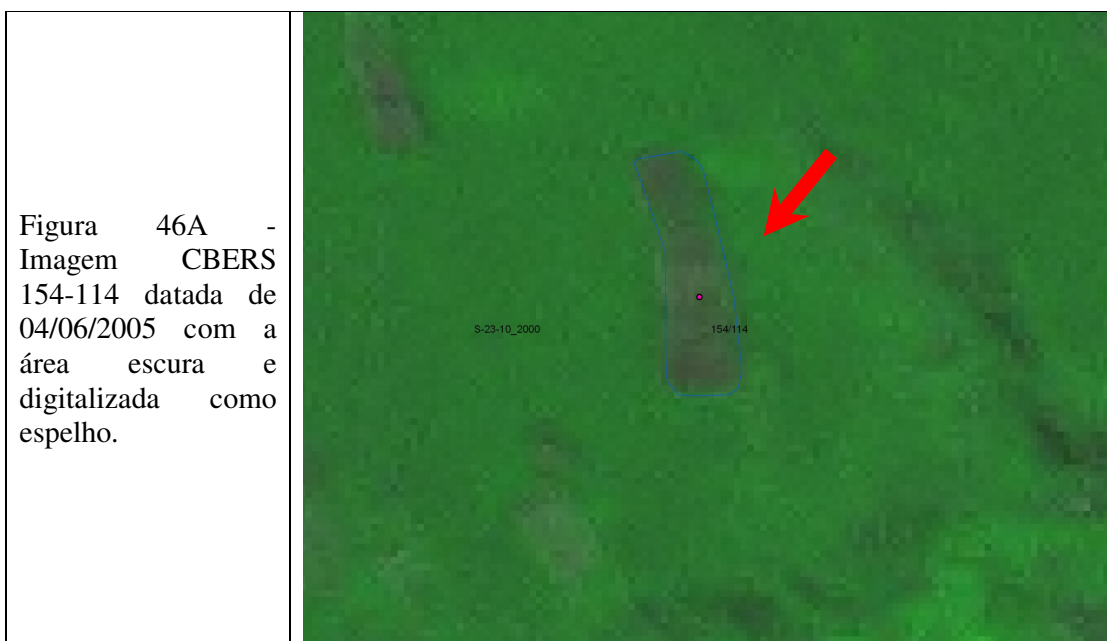 Figura 46A -
Imagem CBERS
154-114 datada de
04/06/2005 com a
área escura e
digitalizada como
espelho.
S-23-10_2000
154/114